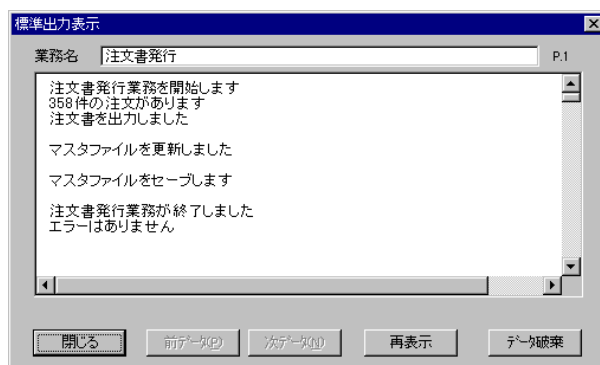 標準出力表示
業務名 注文書発行 P.1
注文書発行業務を開始します
358件の注文があります
注文書を出力しました
マスタファイルを更新しました
マスタファイルをセーブします
注文書発行業務が終了しました
エラーはありません
閉じる 前ﾃﾞｰﾀ(P) 次ﾃﾞｰﾀ(N) 再表示 ﾃﾞｰﾀ破棄